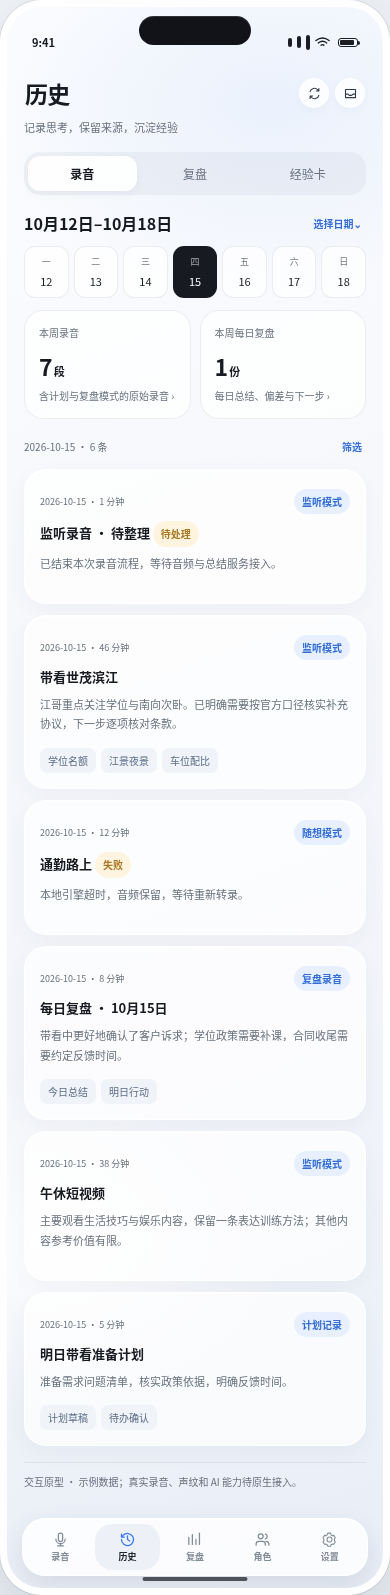 9:41
历史
记录思考，保留来源，沉淀经验
录音 复盘 经验卡
10月12日–10月18日 选择日期⌄
一 二 三 四 五 六 日
12 13 14 15 16 17 18
本周录音 本周每日复盘
7段 1份
含计划与复盘模式的原始录音 › 每日总结、偏差与下一步 ›
2026-10-15 · 6 条 筛选
2026-10-15 · 1 分钟 监听模式
监听录音 · 待整理 待处理
已结束本次录音流程，等待音频与总结服务接入。
2026-10-15 · 46 分钟 监听模式
带看世茂滨江
江哥重点关注学位与南向次卧。已明确需要按官方口径核实补充
协议，下一步逐项核对条款。
学位名额 江景夜景 车位配比
2026-10-15 · 12 分钟 随想模式
通勤路上 失败
本地引擎超时，音频保留，等待重新转录。
2026-10-15 · 8 分钟 复盘录音
每日复盘 · 10月15日
带看中更好地确认了客户诉求；学位政策需要补课，合同收尾需
要约定反馈时间。
今日总结 明日行动
2026-10-15 · 38 分钟 监听模式
午休短视频
主要观看生活技巧与娱乐内容，保留一条表达训练方法；其他内
容参考价值有限。
2026-10-15 · 5 分钟 计划记录
明日带看准备计划
准备需求问题清单，核实政策依据，明确反馈时间。
计划草稿 待办确认
交互原型 · 示例数据；真实录音、声纹和 AI 能力待原生接入。
录音 历史 复盘 角色 设置